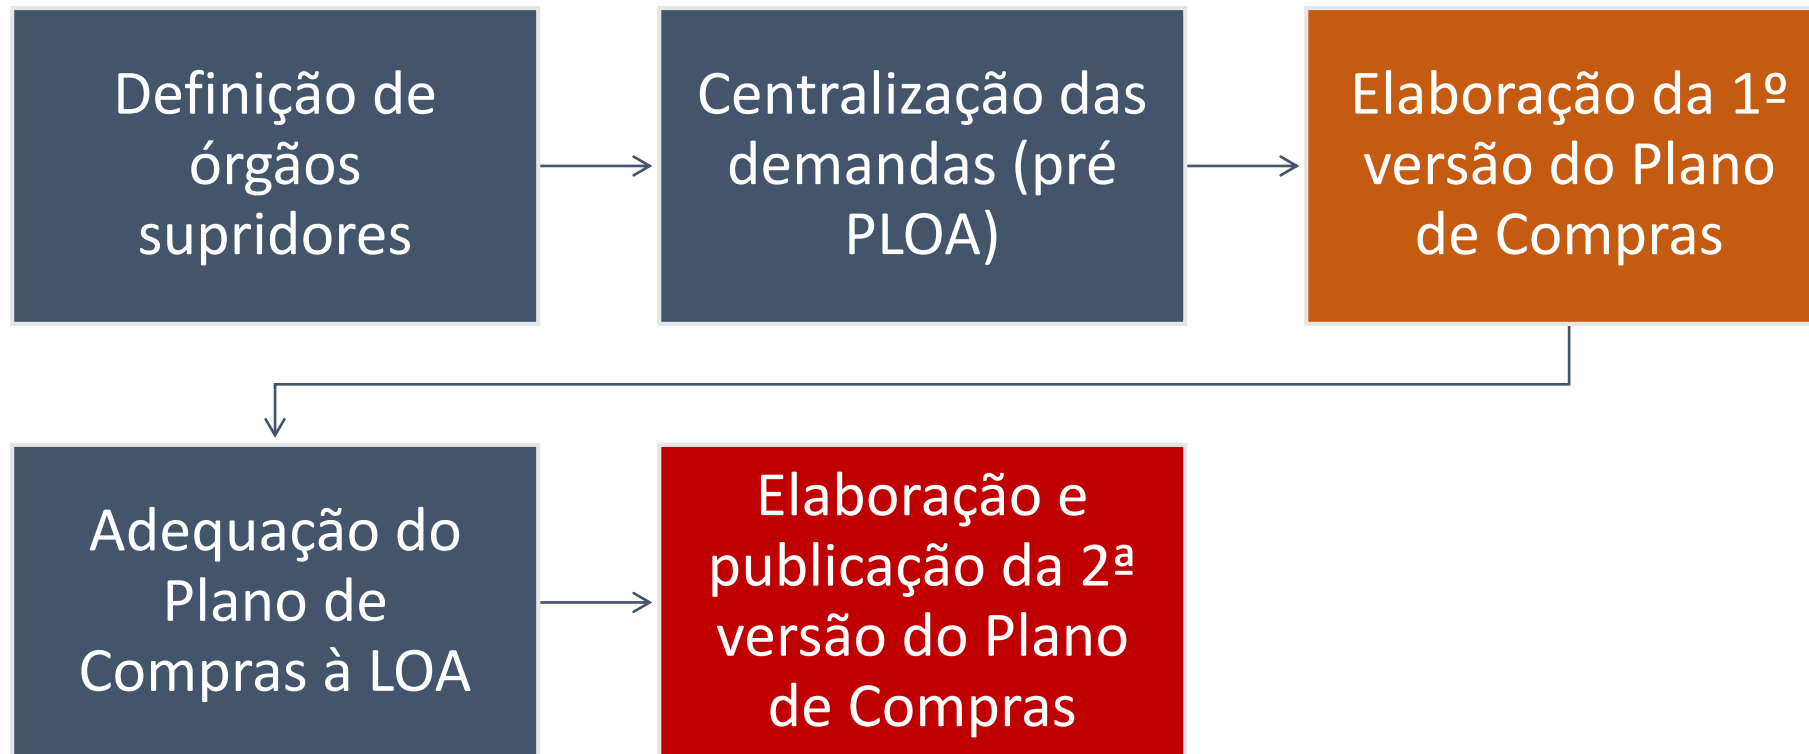 Definição de
órgãos
supridores
Centralização das
demandas (pré
PLOA)
Elaboração da 1º
versão do Plano
de Compras
Adequação do
Plano de
Compras à LOA
Elaboração e
publicação da 2ª
versão do Plano
de Compras